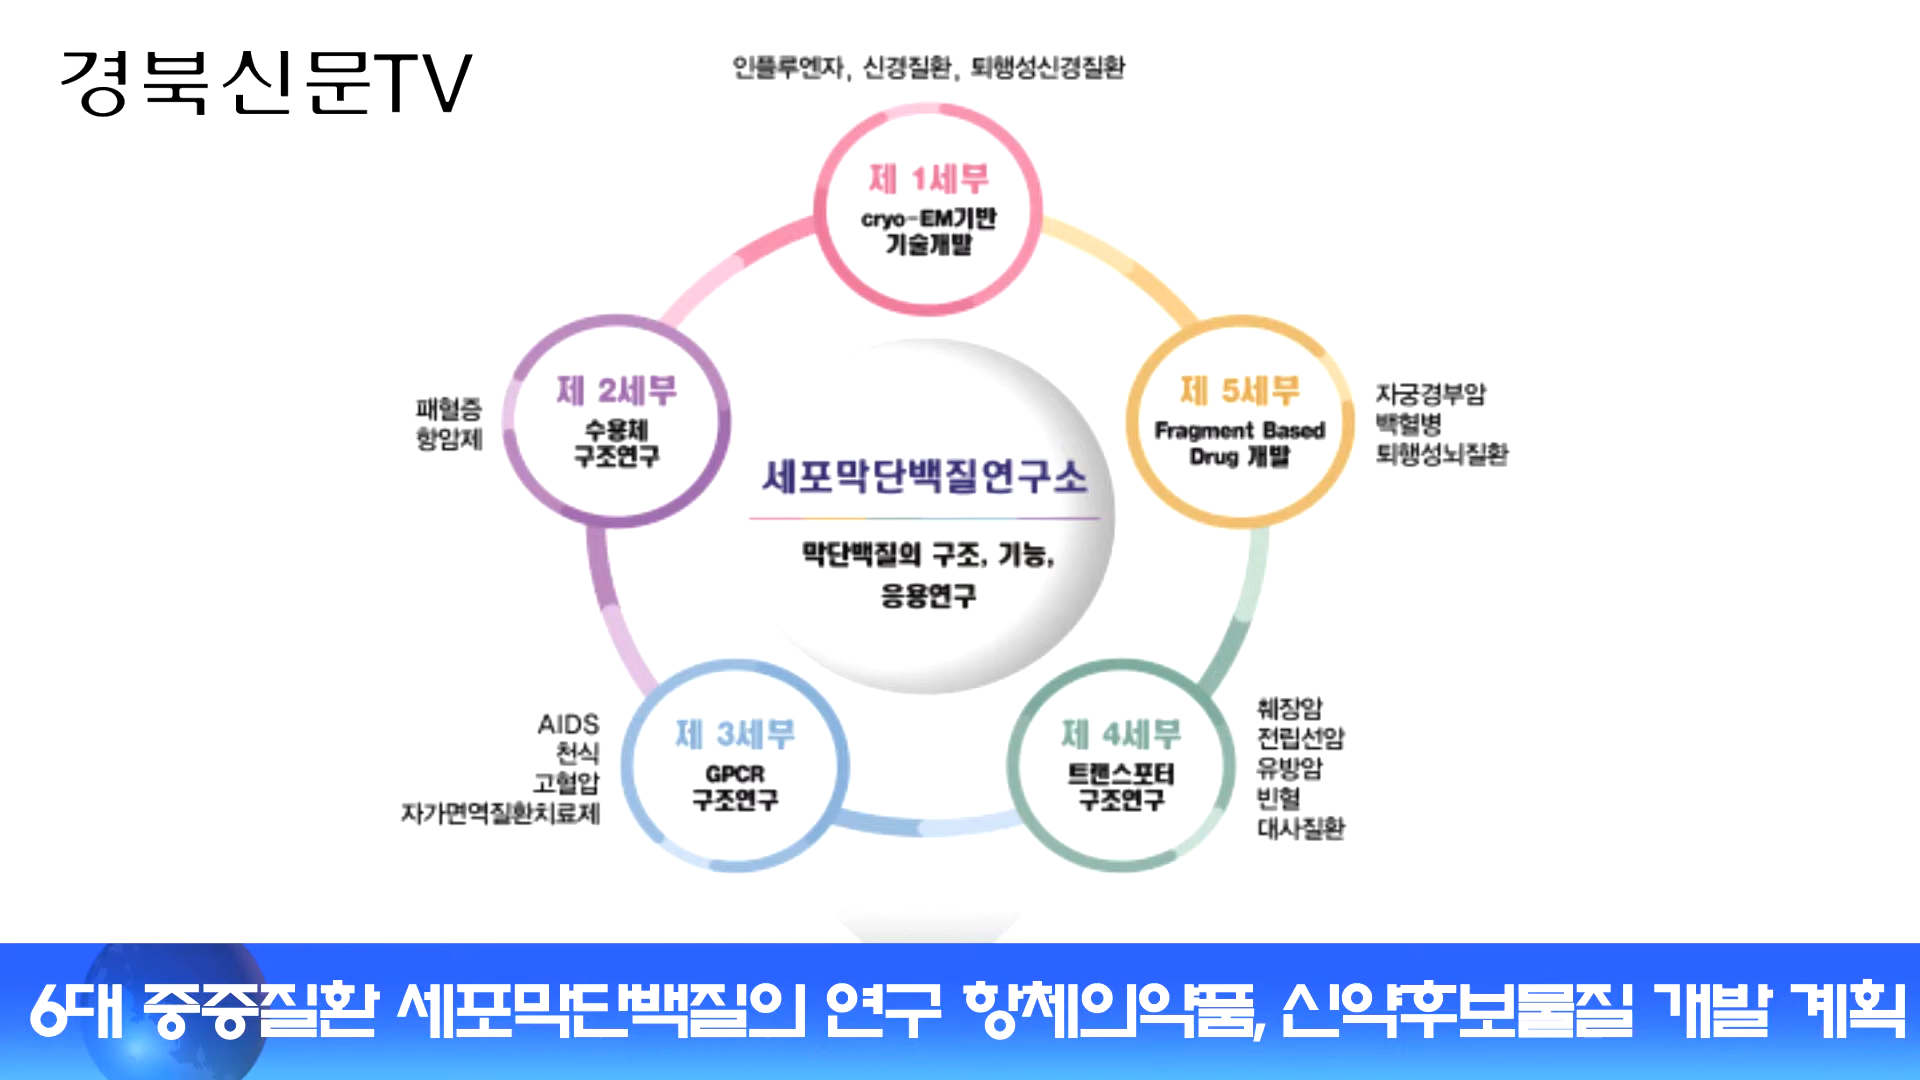 경북신문TV
인플루엔자, 신경질환, 퇴행성신경질환
제 1세부
cryo-EM기반
기술개발
제 2세부
수용체
구조연구
패혈증
항암제
제 5세부
Fragment Based
Drug 개발
자궁경부암
백혈병
퇴행성뇌질환
세포막단백질연구소
막단백질의 구조, 기능,
응용연구
제 3세부
GPCR
구조연구
AIDS
천식
고혈압
자가면역질환치료제
제 4세부
트랜스포터
구조연구
췌장암
전립선암
유방암
빈혈
대사질환
6대 중증질환 세포막단백질의 연구 항체의약품, 신약후보물질 개발 계획